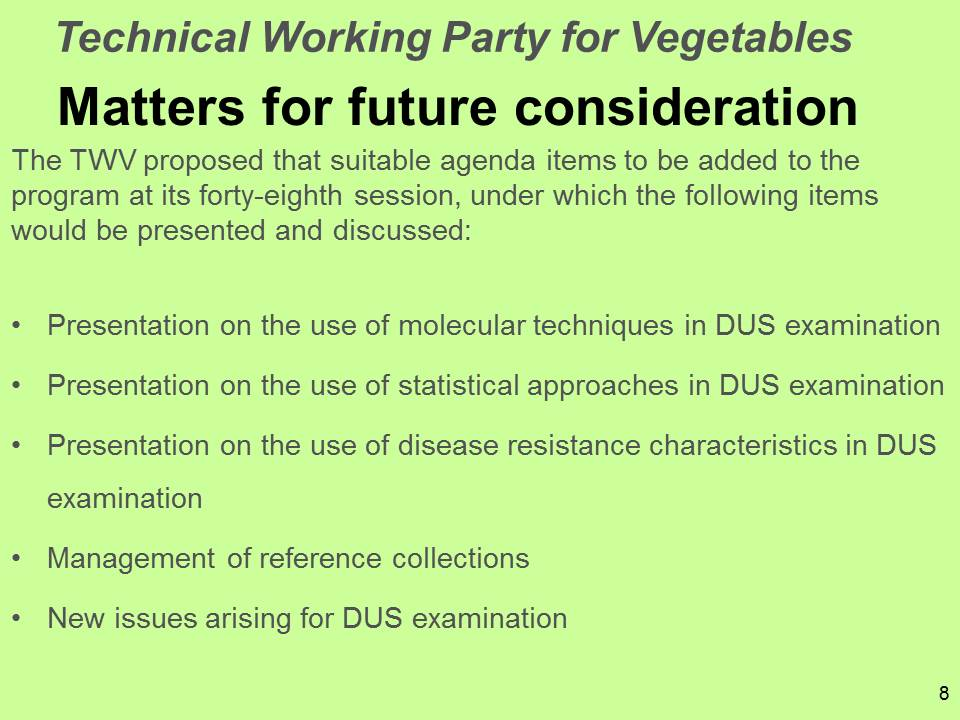 Technical Working Party for Vegetables
Matters for future consideration
The TWV proposed that suitable agenda items to be added to the
program at its forty-eighth session, under which the following items
would be presented and discussed:
• Presentation on the use of molecular techniques in DUS examination
• Presentation on the use of statistical approaches in DUS examination
• Presentation on the use of disease resistance characteristics in DUS
examination
• Management of reference collections
• New issues arising for DUS examination
8